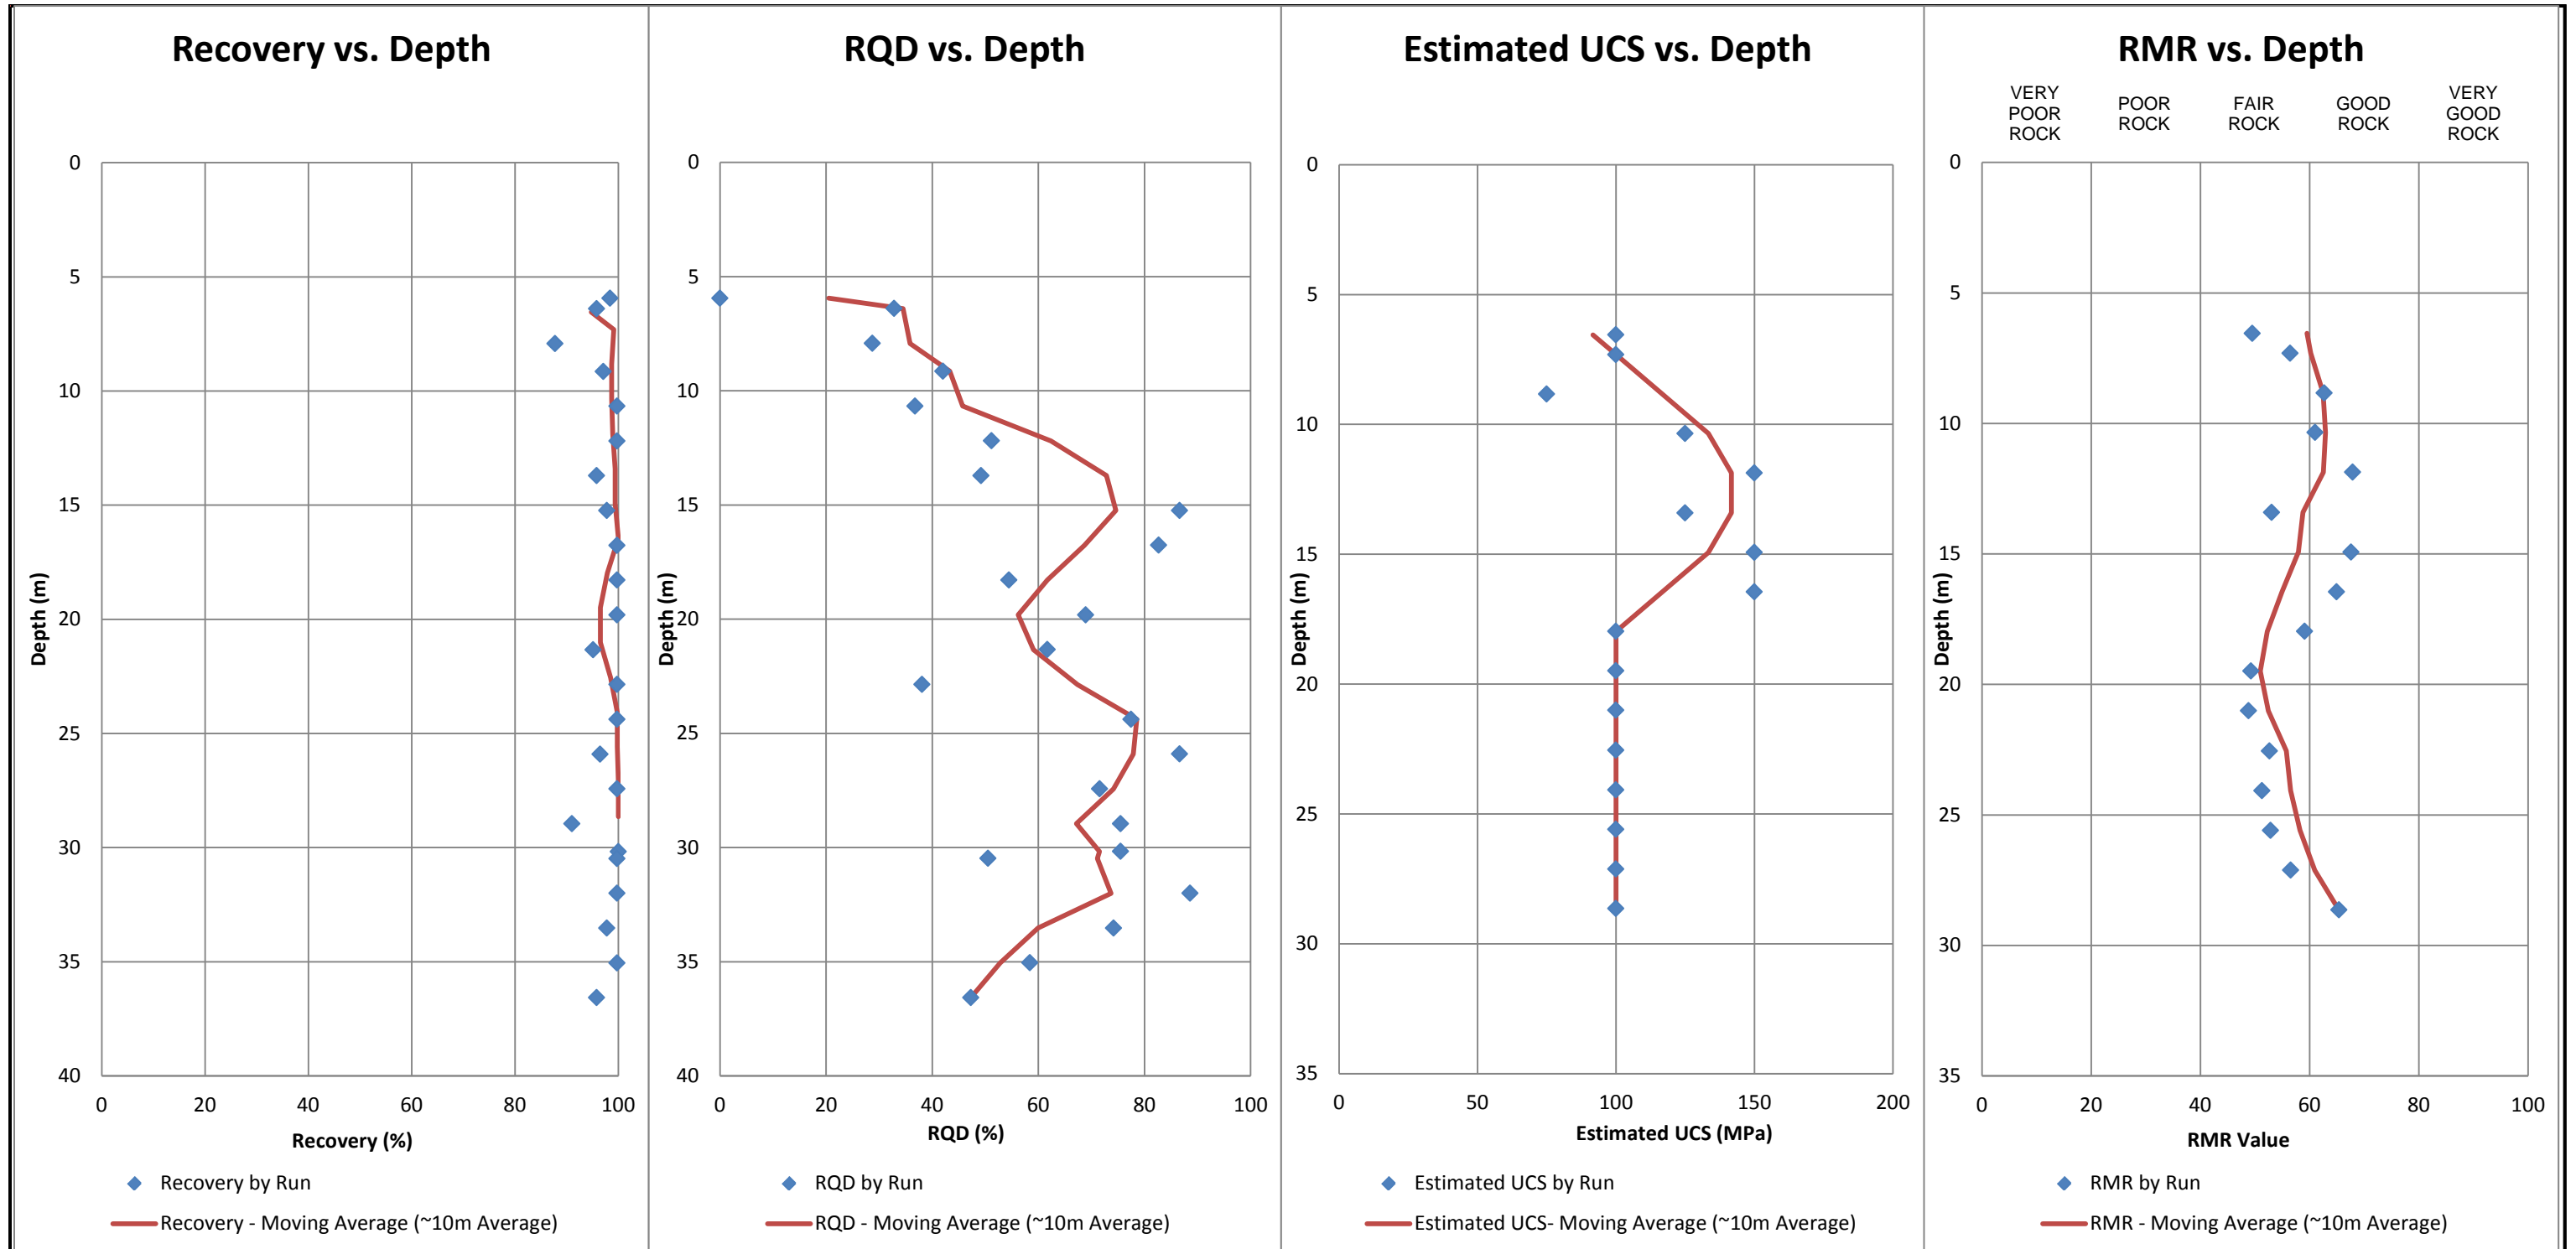 Recovery vs. Depth
0
5
10
15
20
25
30
35
40
Depth (m)
0 20 40 60 80 100
Recovery (%)
Recovery by Run
Recovery - Moving Average (~10m Average)
RQD vs. Depth
0
5
10
15
20
25
30
35
40
Depth (m)
0 20 40 60 80 100
RQD (%)
RQD by Run
RQD - Moving Average (~10m Average)
Estimated UCS vs. Depth
0
5
10
15
20
25
30
35
Depth (m)
0 50 100 150 200
Estimated UCS (MPa)
Estimated UCS by Run
Estimated UCS- Moving Average (~10m Average)
RMR vs. Depth
VERY
POOR
ROCK
POOR
ROCK
FAIR
ROCK
GOOD
ROCK
VERY
GOOD
ROCK
0
5
10
15
20
25
30
35
Depth (m)
0 20 40 60 80 100
RMR Value
RMR by Run
RMR - Moving Average (~10m Average)